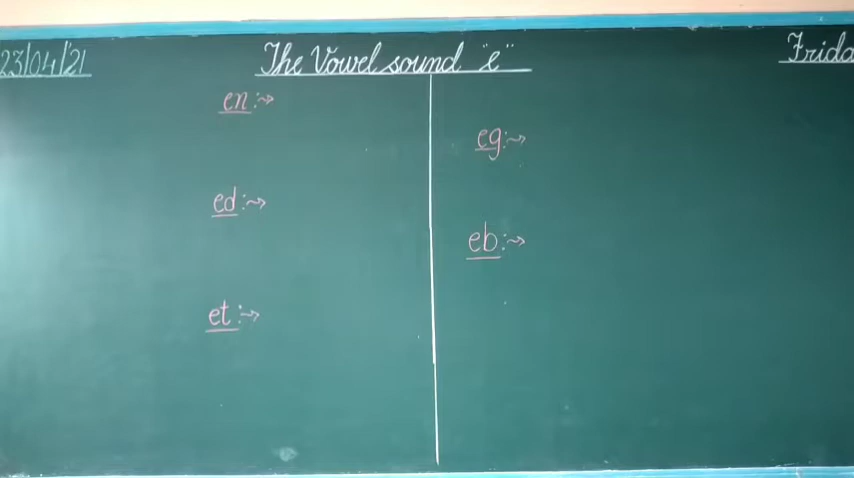 23/04/21
The Vowel sound "e"
Frida
en:⇝
ed:⇝
et:⇝
eg:⇝
eb:⇝